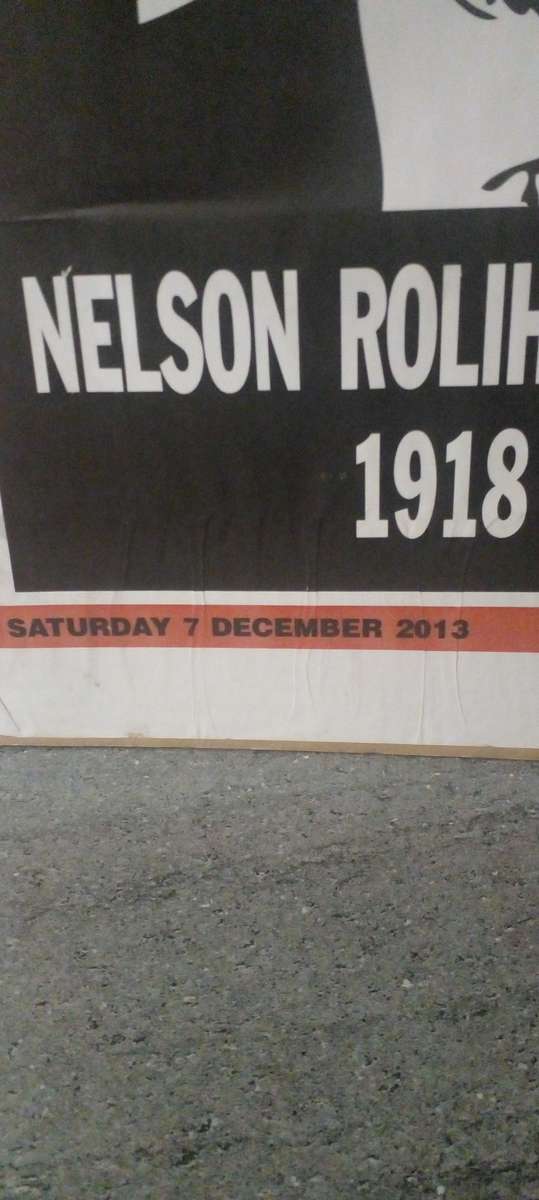 NELSON ROLIH
1918
SATURDAY 7 DECEMBER 2013